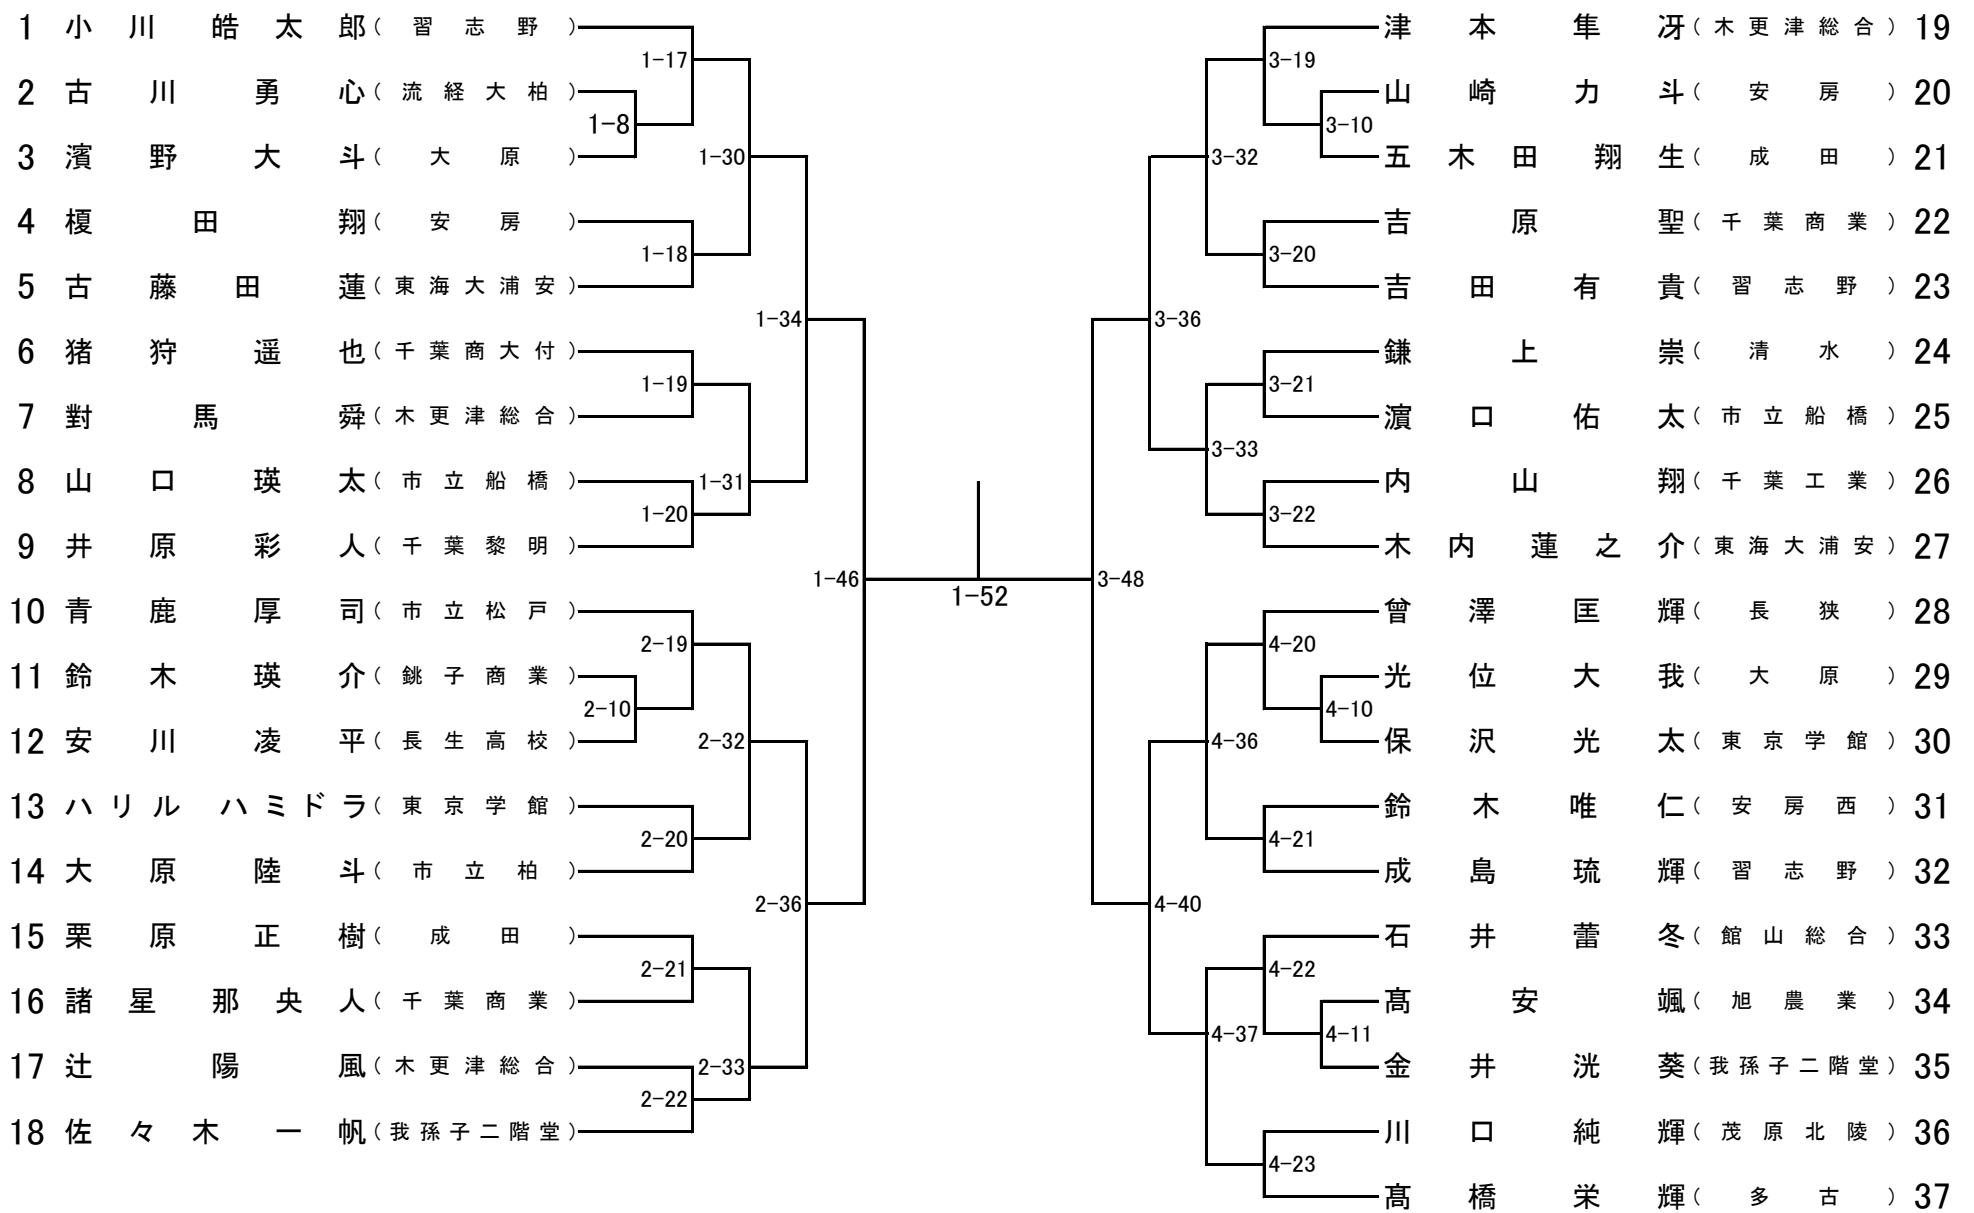 1 小川皓太郎(習志野)
1-17
2 古川勇心(流経大柏)
1-8
3 濱野大斗(大原)
1-30
4 榎田翔(安房)
1-18
5 古藤田蓮(東海大浦安)
1-34
6 猪狩遥也(千葉商大付)
1-19
7 對馬舜(木更津総合)
8 山口瑛太(市立船橋)
1-31
1-20
9 井原彩人(千葉黎明)
1-46
10 青鹿厚司(市立松戸)
2-19
11 鈴木瑛介(銚子商業)
2-10
12 安川凌平(長生高校)
2-32
13 ハリル ハミドラ(東京学館)
2-20
14 大原陸斗(市立柏)
2-36
15 栗原正樹(成田)
2-21
16 諸星那央人(千葉商業)
17 辻陽風(木更津総合)
2-33
2-22
18 佐々木一帆(我孫子二階堂)
1-52
津本隼冴(木更津総合) 19
3-19
山崎力斗(安房) 20
3-10
五木田翔生(成田) 21
3-32
吉原聖(千葉商業) 22
3-20
吉田有貴(習志野) 23
3-36
鎌上崇(清水) 24
3-21
濵口佑太(市立船橋) 25
3-33
内山翔(千葉工業) 26
3-22
木内蓮之介(東海大浦安) 27
3-48
曾澤匡輝(長狭) 28
4-20
光位大我(大原) 29
4-10
保沢光太(東京学館) 30
4-36
鈴木唯仁(安房西) 31
4-21
成島琉輝(習志野) 32
4-40
石井蕾冬(館山総合) 33
4-22
髙安颯(旭農業) 34
4-37
4-11
金井洸葵(我孫子二階堂) 35
川口純輝(茂原北陵) 36
4-23
髙橋栄輝(多古) 37